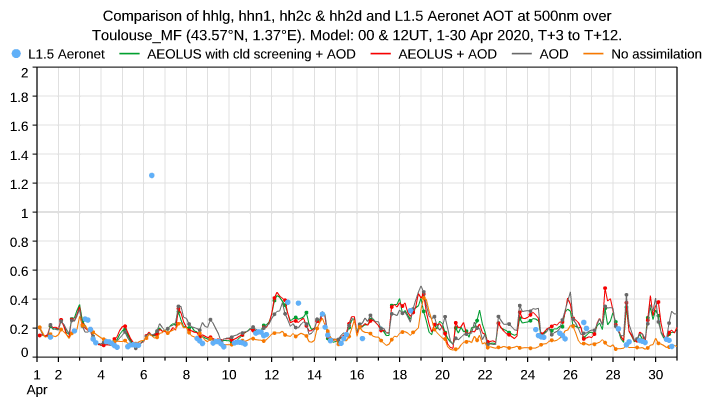 Comparison of hhlg, hhn1, hh2c & hh2d and L1.5 Aeronet AOT at 500nm over
Toulouse_MF (43.57°N, 1.37°E). Model: 00 & 12UT, 1-30 Apr 2020, T+3 to T+12.
L1.5 Aeronet AEOLUS with cld screening + AOD AEOLUS + AOD AOD No assimilation
2
1.8
1.6
1.4
1.2
1
0.8
0.6
0.4
0.2
0
1 2 4 6 8 10 12 14 16 18 20 22 24 26 28 30
Apr